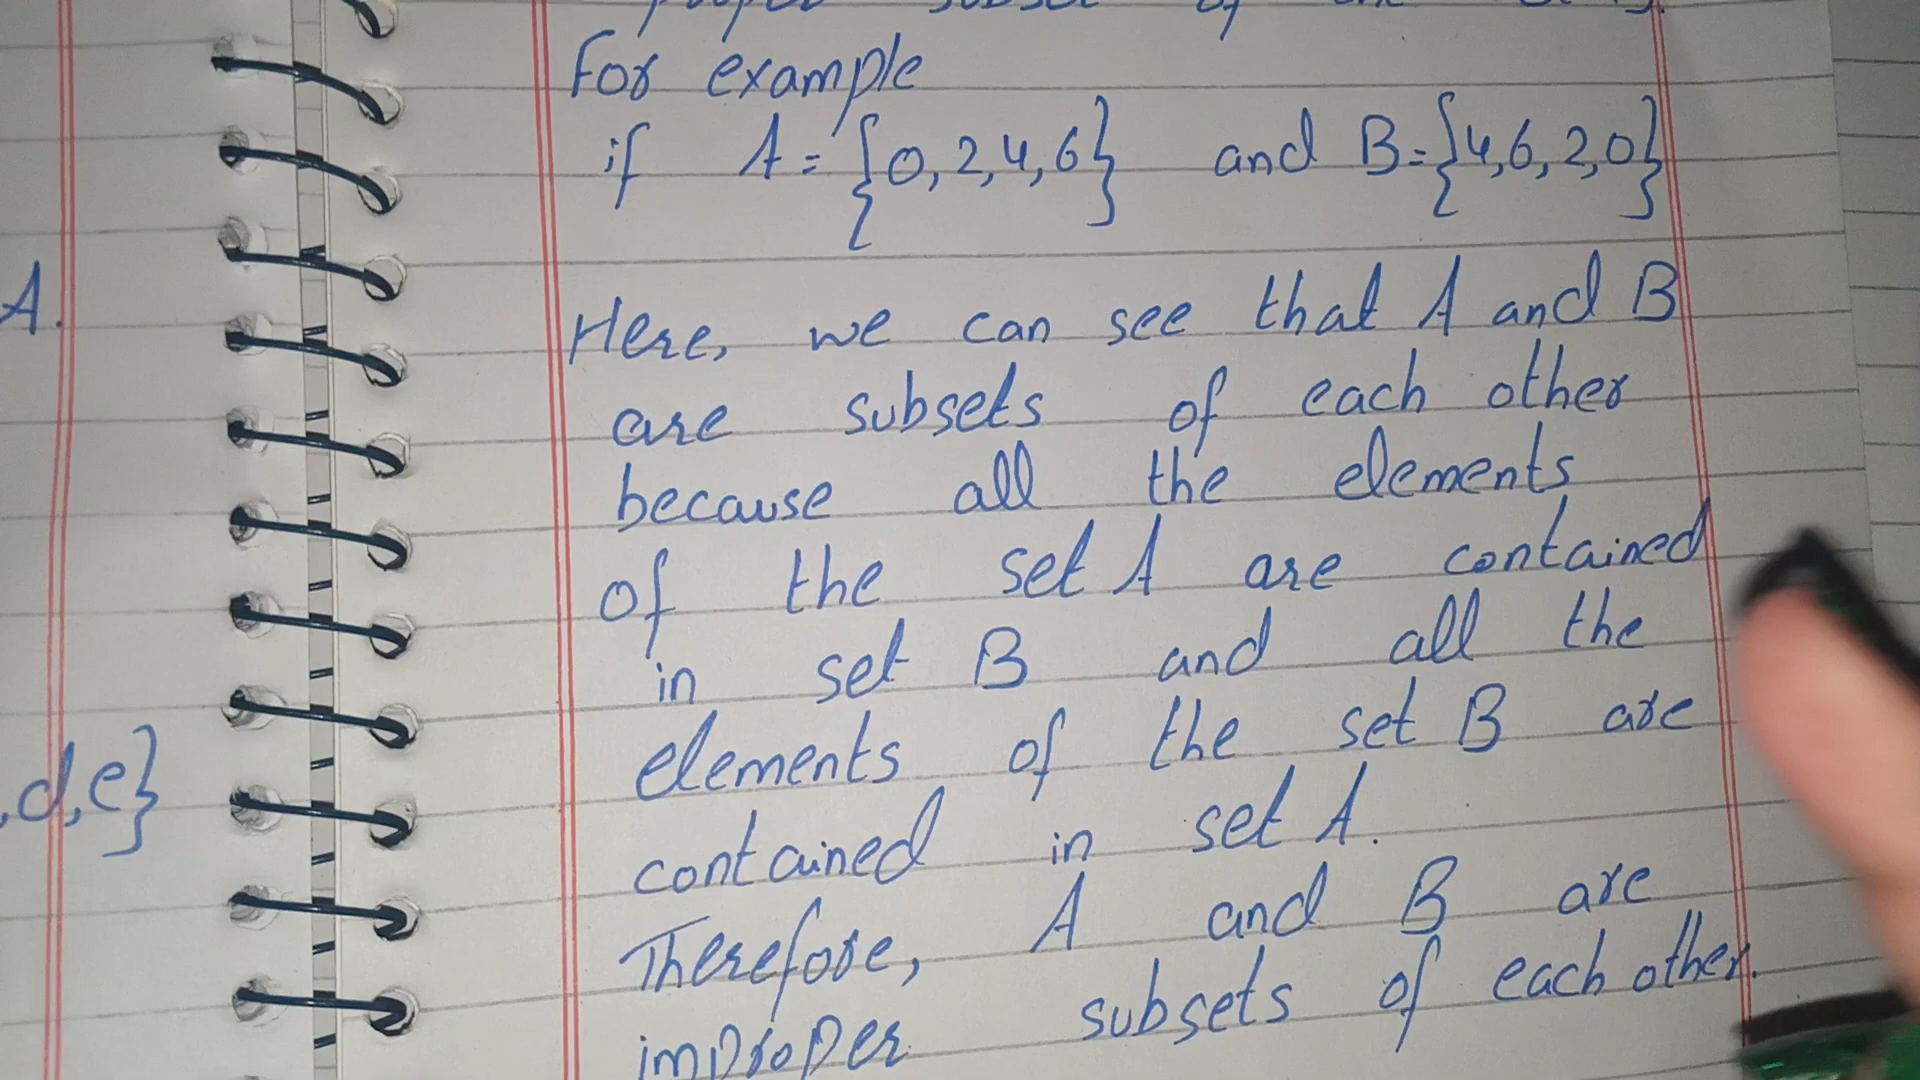 subset of
For example
if A = {0,2,4,6} and B = {4,6,2,0}
Here, we can see that A and B
A.
are subsets of each other
because all the elements
of the set A are contained
in set B and all the
elements of the set B are
,d,e}
contained in set A.
Therefore, A and B are
improper subsets of each other.